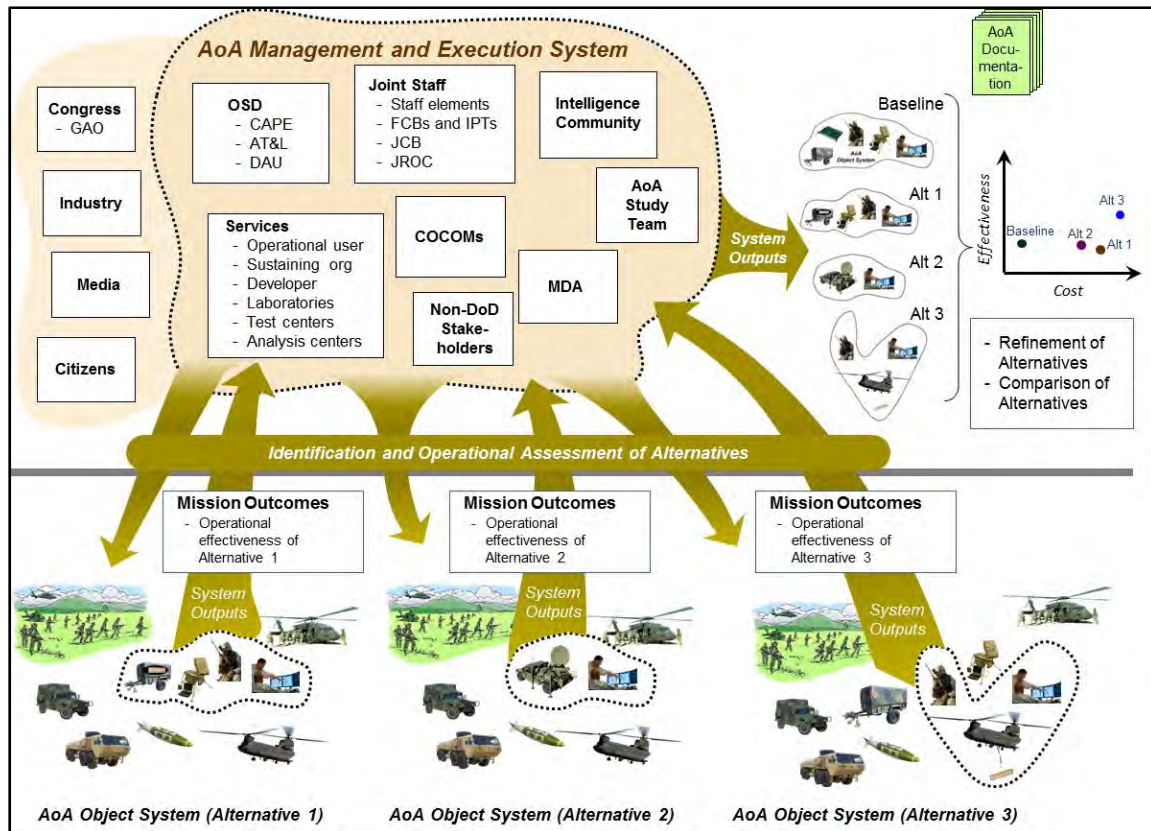 AoA Management and Execution System
Congress
- GAO
Industry
Media
Citizens
OSD
- CAPE
- AT&L
- DAU
Joint Staff
- Staff elements
- FCBs and IPTs
- JCB
- JROC
Intelligence
Community
AoA
Study
Team
Services
- Operational user
- Sustaining org
- Developer
- Laboratories
- Test centers
- Analysis centers
COCOMs
Non-DoD
Stake-
holders
MDA
System
Outputs
Baseline
AoA
Object System
Alt 1
Alt 2
Alt 3
AoA
Docu-
menta-
tion
Effectiveness
Alt 3
Baseline
Alt 2
Alt 1
Cost
- Refinement of
Alternatives
- Comparison of
Alternatives
Identification and Operational Assessment of Alternatives
Mission Outcomes
- Operational
effectiveness of
Alternative 1
System
Outputs
AoA Object System (Alternative 1)
Mission Outcomes
- Operational
effectiveness of
Alternative 2
System
Outputs
AoA Object System (Alternative 2)
Mission Outcomes
- Operational
effectiveness of
Alternative 3
System
Outputs
AoA Object System (Alternative 3)